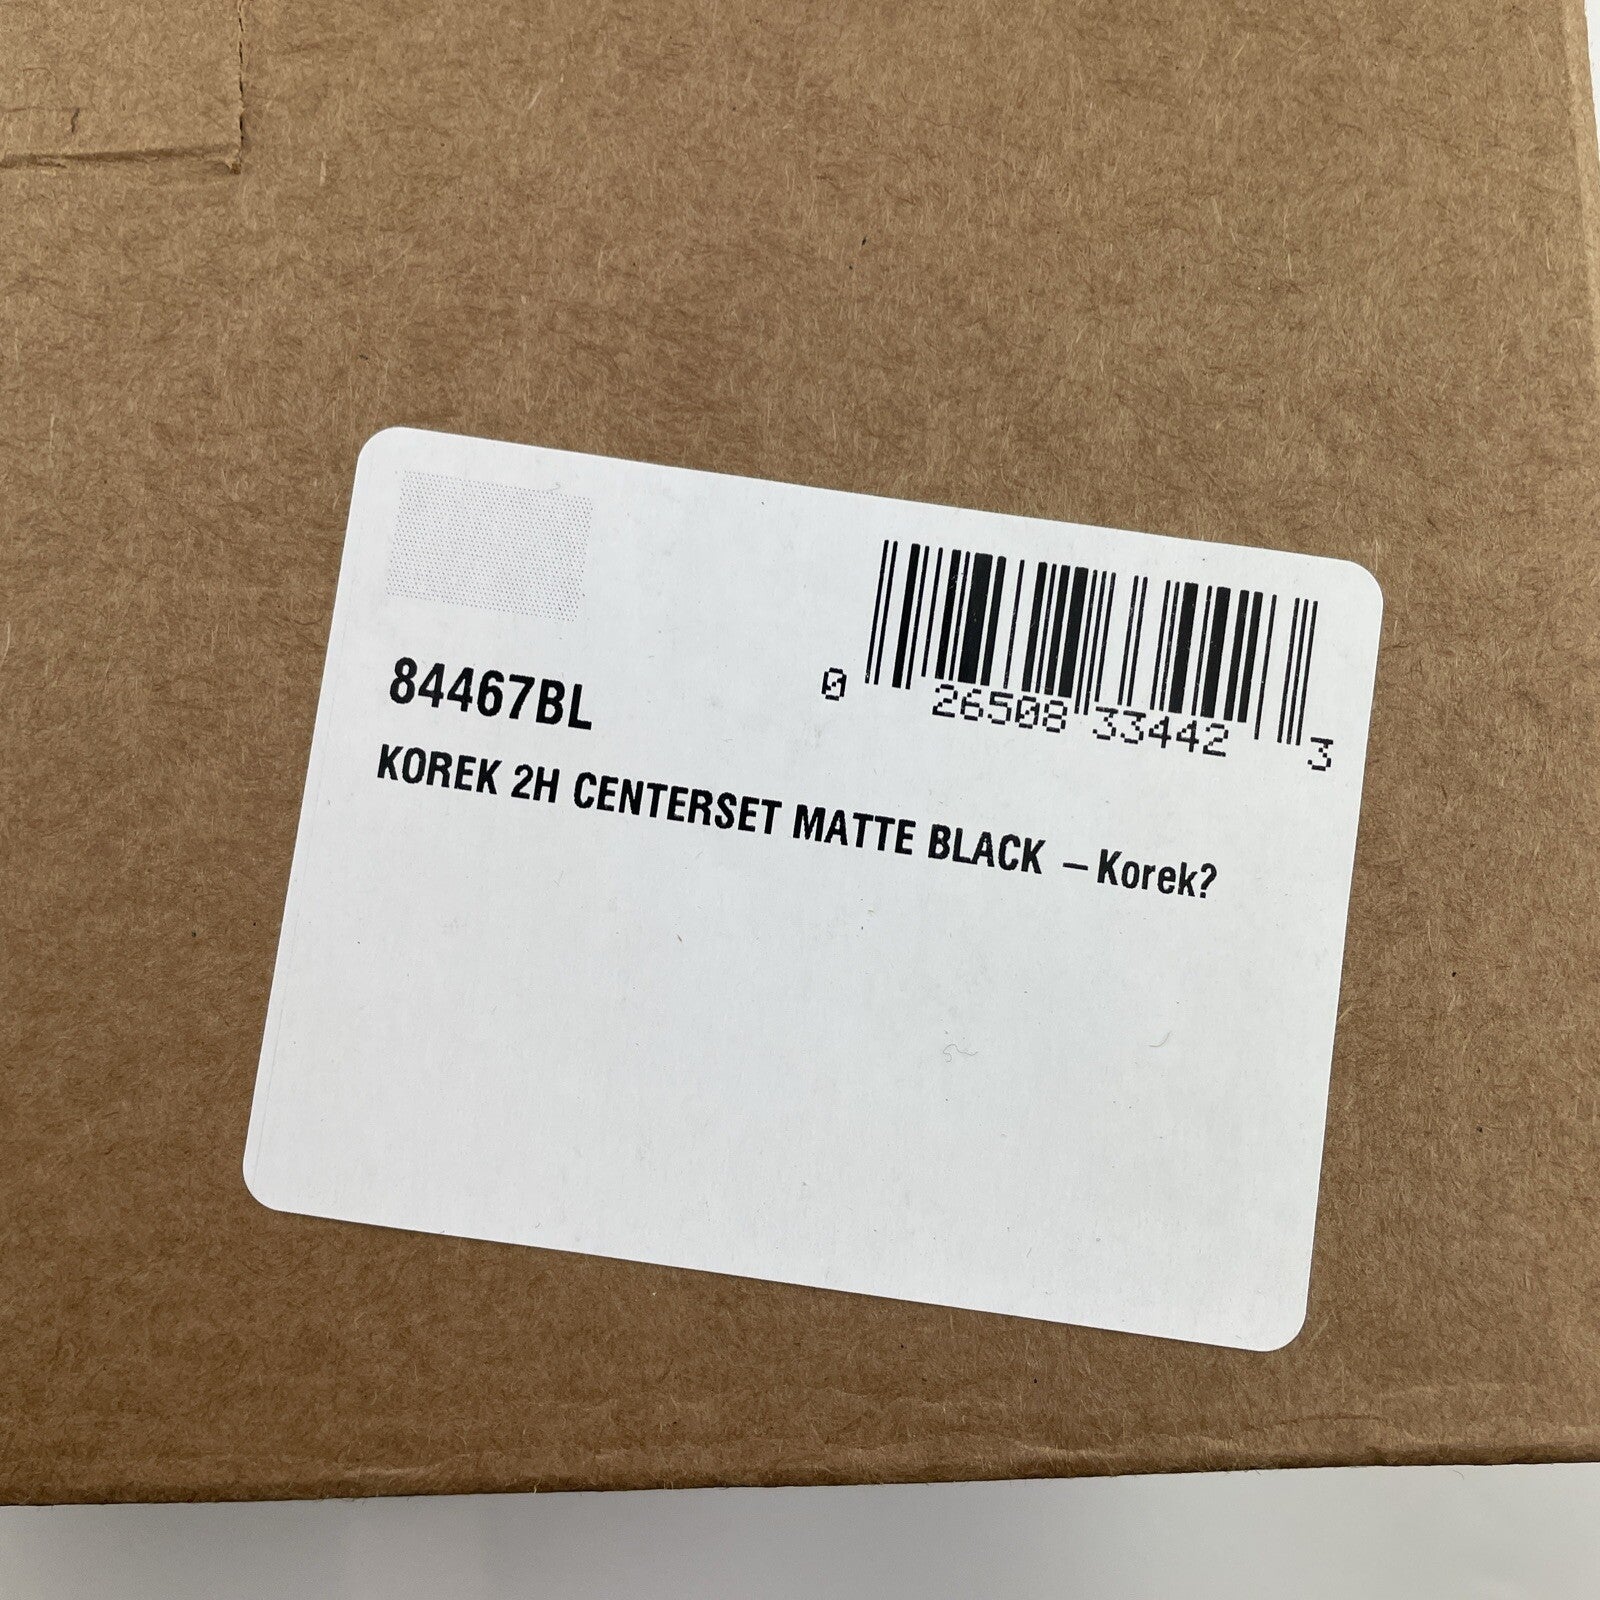 0 26508 33442 3
84467BL
KOREK 2H CENTERSET MATTE BLACK – Korek?